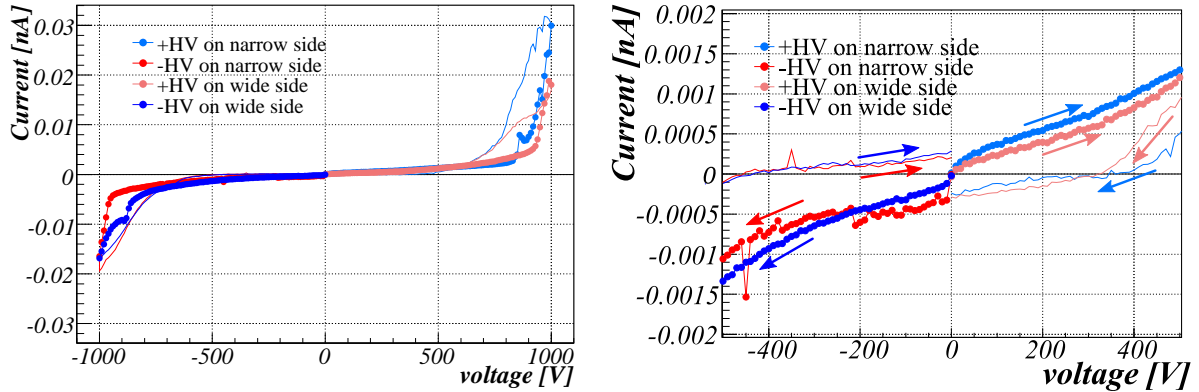 Current [nA]
0.03
0.02
0.01
0
-0.01
-0.02
-0.03
+HV on narrow side
-HV on narrow side
+HV on wide side
-HV on wide side
-1000 -500 0 500 1000
voltage [V]
Current [nA]
0.002
0.0015
0.001
0.0005
0
-0.0005
-0.001
-0.0015
-0.002
+HV on narrow side
-HV on narrow side
+HV on wide side
-HV on wide side
-400 -200 0 200 400
voltage [V]